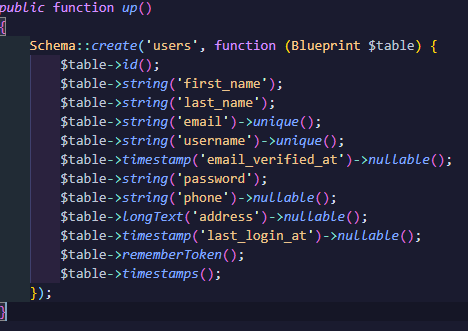 public function up()
{
    Schema::create('users', function (Blueprint $table) {
        $table->id();
        $table->string('first_name');
        $table->string('last_name');
        $table->string('email')->unique();
        $table->string('username')->unique();
        $table->timestamp('email_verified_at')->nullable();
        $table->string('password');
        $table->string('phone')->nullable();
        $table->longText('address')->nullable();
        $table->timestamp('last_login_at')->nullable();
        $table->rememberToken();
        $table->timestamps();
    });
}